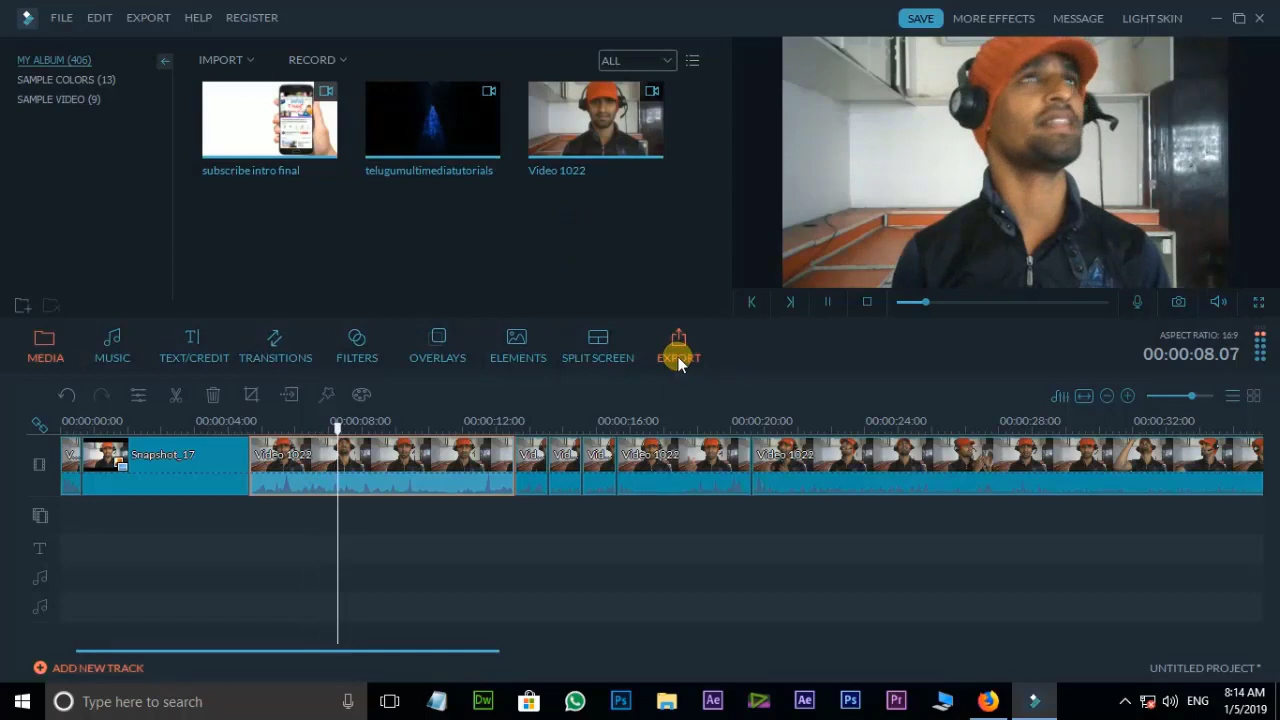 FILE EDIT EXPORT HELP REGISTER SAVE MORE EFFECTS MESSAGE LIGHT SKIN
MY ALBUM (406)
SAMPLE COLORS (13)
SAMPLE VIDEO (9)
IMPORT RECORD ALL
subscribe intro final telugumultimediatutorials Video 1022
MEDIA MUSIC TEXT/CREDIT TRANSITIONS FILTERS OVERLAYS ELEMENTS SPLIT SCREEN EXPORT
ASPECT RATIO: 16:9
00:00:08.07
00:00:00:00 00:00:04:00 00:00:08:00 00:00:12:00 00:00:16:00 00:00:20:00 00:00:24:00 00:00:28:00 00:00:32:00
V... Snapshot_17 Video 1022 Vid... Vid... Vid... Video 1022 Video 1022
ADD NEW TRACK UNTITLED PROJECT*
Type here to search Dw Ps Ae Ae Ps Pr ENG
8:14 AM
1/5/2019